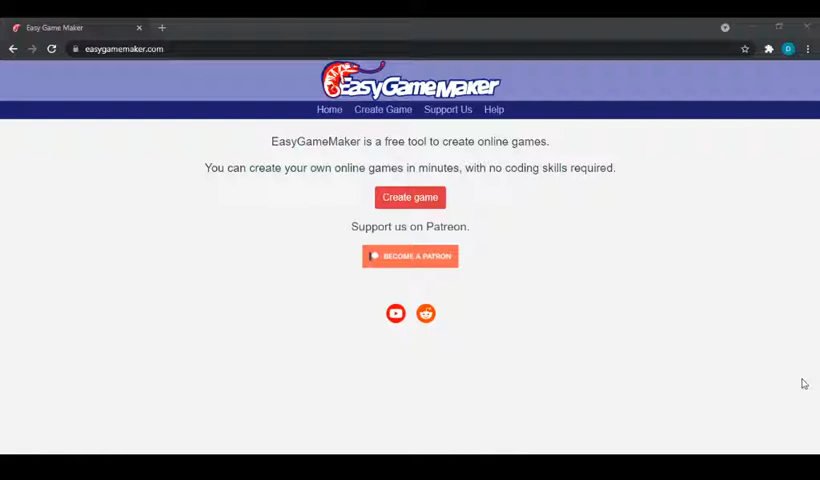 Easy Game Maker
easygamemaker.com
D
EasyGameMaker
Home Create Game Support Us Help
EasyGameMaker is a free tool to create online games.
You can create your own online games in minutes, with no coding skills required.
Create game
Support us on Patreon.
BECOME A PATRON